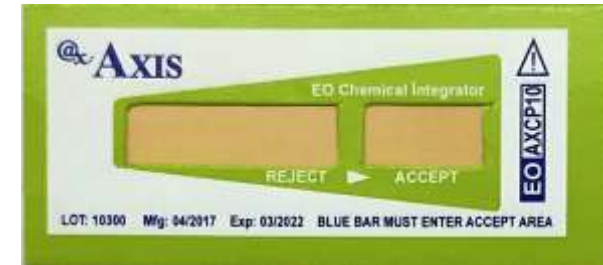 @x AXIS
EO Chemical Integrator
REJECT ACCEPT
EO AXCP10
LOT: 10300 Mfg: 04/2017 Exp: 03/2022 BLUE BAR MUST ENTER ACCEPT AREA